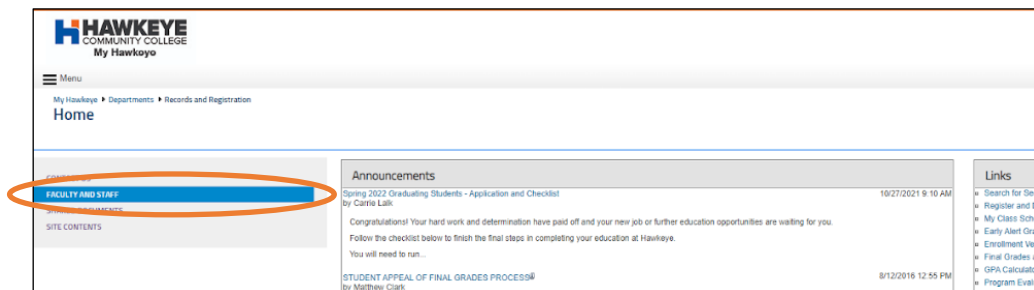 HAWKEYE
COMMUNITY COLLEGE
My Hawkeye
Menu
My Hawkeye Departments Records and Registration
Home
FACULTY AND STAFF
SITE CONTENTS
Announcements
Spring 2022 Graduating Students - Application and Checklist 10/27/2021 9:10 AM
by Carrie Lalk
Congratulations! Your hard work and determination have paid off and your new job or further education opportunities are waiting for you.
Follow the checklist below to finish the final steps in completing your education at Hawkeye.
You will need to run...
STUDENT APPEAL OF FINAL GRADES PROCESS 8/12/2016 12:55 PM
by Matthew Clark
Links
Search for Se
Register and
My Class Sch
Early Alert Gra
Enrollment Ve
Final Grades
GPA Calculat
Program Eval